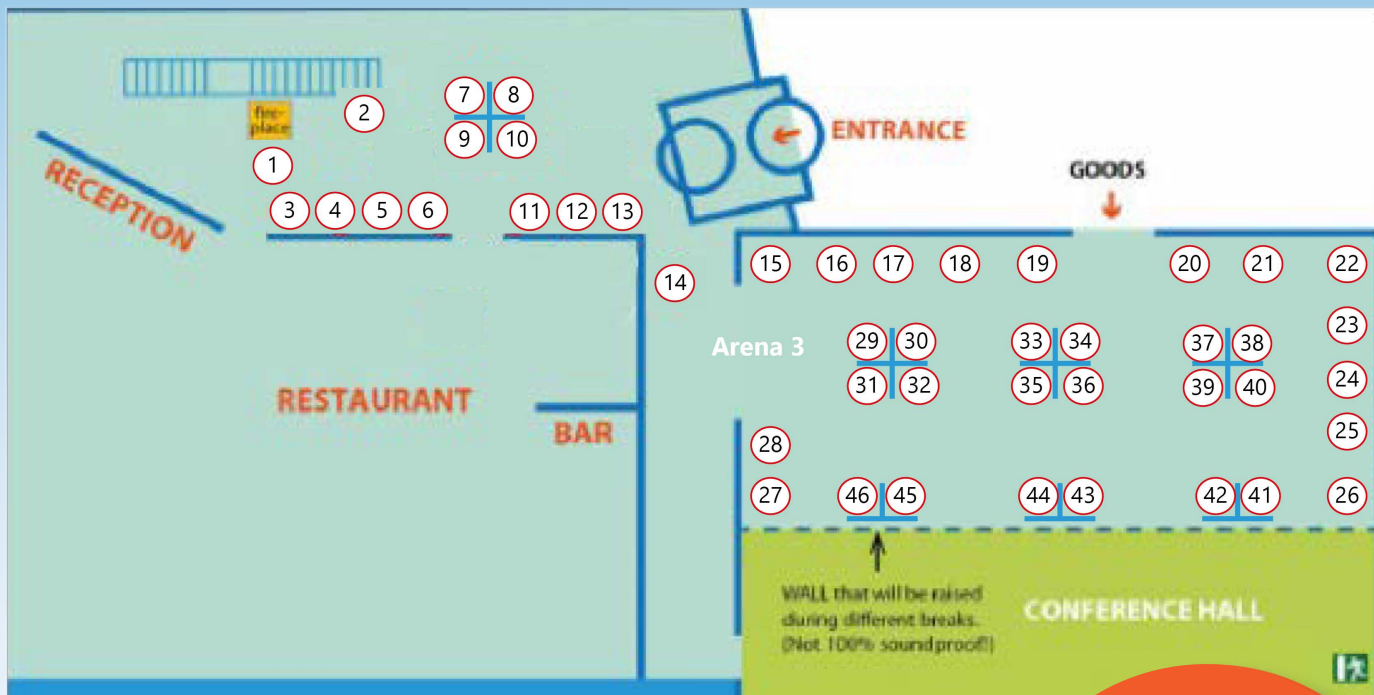 7 8
fire-
place
2
9 10
ENTRANCE
1
RECEPTION
GOODS
3 4 5 6
11 12 13
14
15 16 17 18 19 20 21 22
23
Arena 3
29 30
31 32
33 34
35 36
37 38
39 40
24
25
RESTAURANT
BAR
28
27
46 45
44 43
42 41
26
WALL that will be raised
during different breaks.
(Not 100% soundproof!)
CONFERENCE HALL